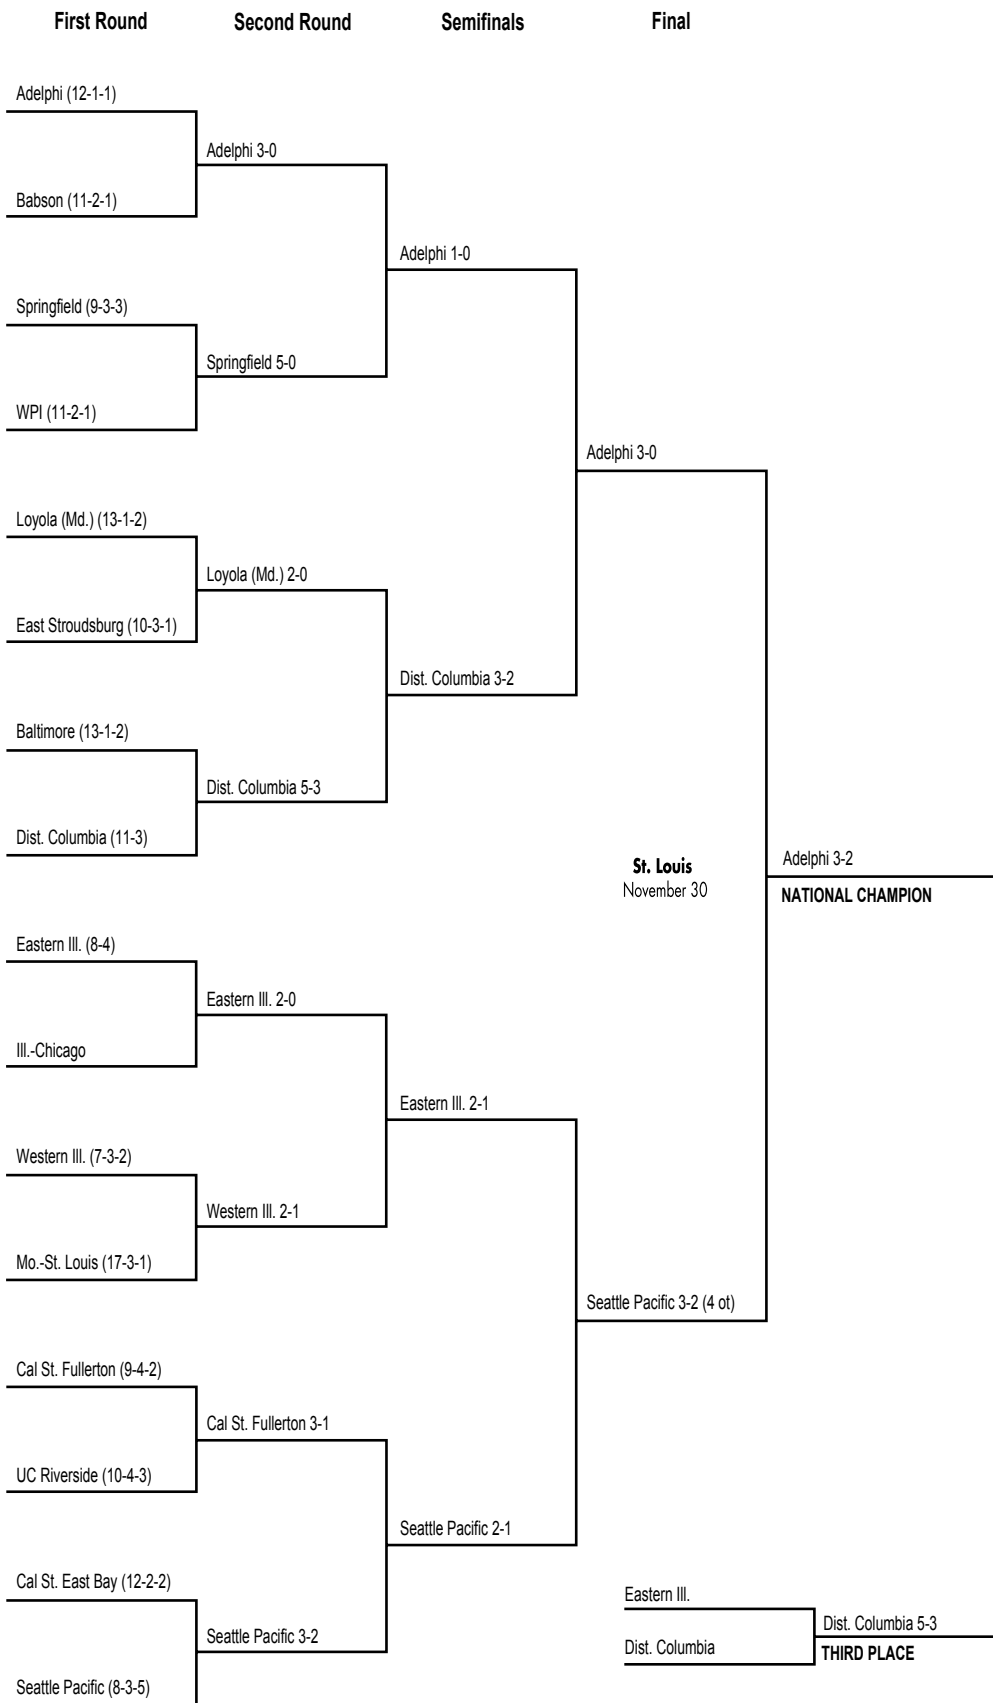 First Round Second Round Semifinals Final
Adelphi (12-1-1)
Adelphi 3-0
Babson (11-2-1)
Adelphi 1-0
Springfield (9-3-3)
Springfield 5-0
WPI (11-2-1)
Adelphi 3-0
Loyola (Md.) (13-1-2)
Loyola (Md.) 2-0
East Stroudsburg (10-3-1)
Dist. Columbia 3-2
Baltimore (13-1-2)
Dist. Columbia 5-3
Dist. Columbia (11-3)
St. Louis
November 30
Adelphi 3-2
NATIONAL CHAMPION
Eastern Ill. (8-4)
Eastern Ill. 2-0
Ill.-Chicago
Eastern Ill. 2-1
Western Ill. (7-3-2)
Western Ill. 2-1
Mo.-St. Louis (17-3-1)
Seattle Pacific 3-2 (4 ot)
Cal St. Fullerton (9-4-2)
Cal St. Fullerton 3-1
UC Riverside (10-4-3)
Seattle Pacific 2-1
Cal St. East Bay (12-2-2)
Seattle Pacific 3-2
Seattle Pacific (8-3-5)
Eastern Ill.
Dist. Columbia 5-3
Dist. Columbia
THIRD PLACE